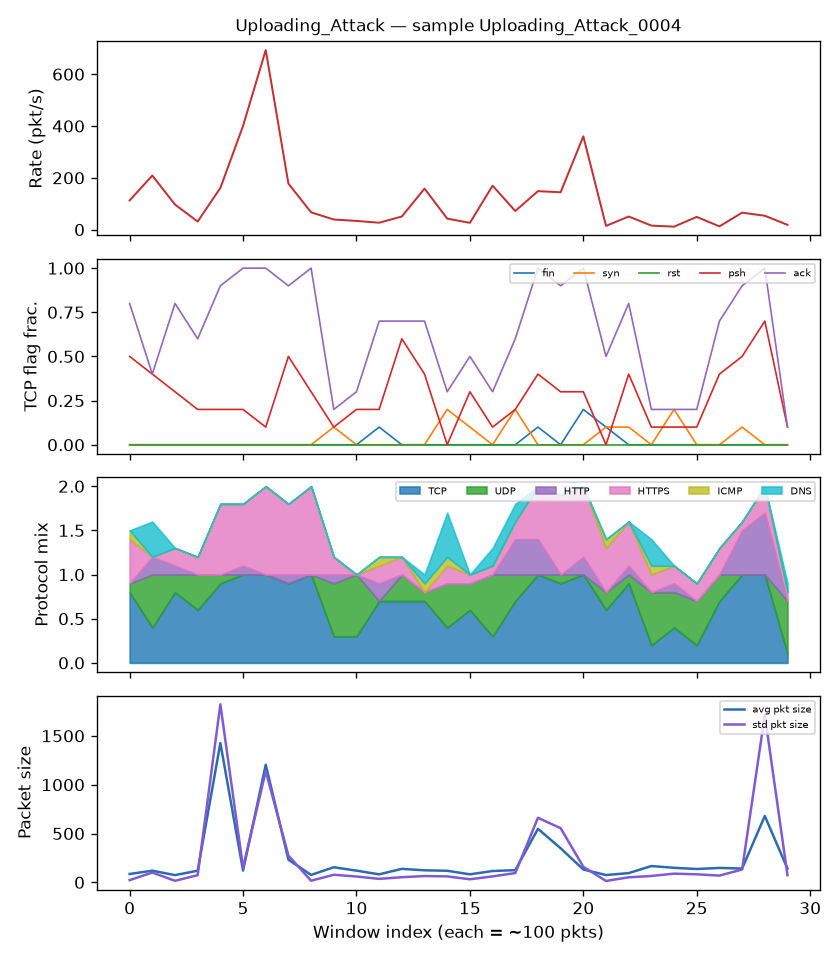 Uploading_Attack — sample Uploading_Attack_0004
Rate (pkt/s)
600
400
200
0
TCP flag frac.
1.00
0.75
0.50
0.25
0.00
fin syn rst psh ack
Protocol mix
2.0
1.5
1.0
0.5
0.0
TCP UDP HTTP HTTPS ICMP DNS
Packet size
1500
1000
500
0
avg pkt size
std pkt size
0 5 10 15 20 25 30
Window index (each = ~100 pkts)